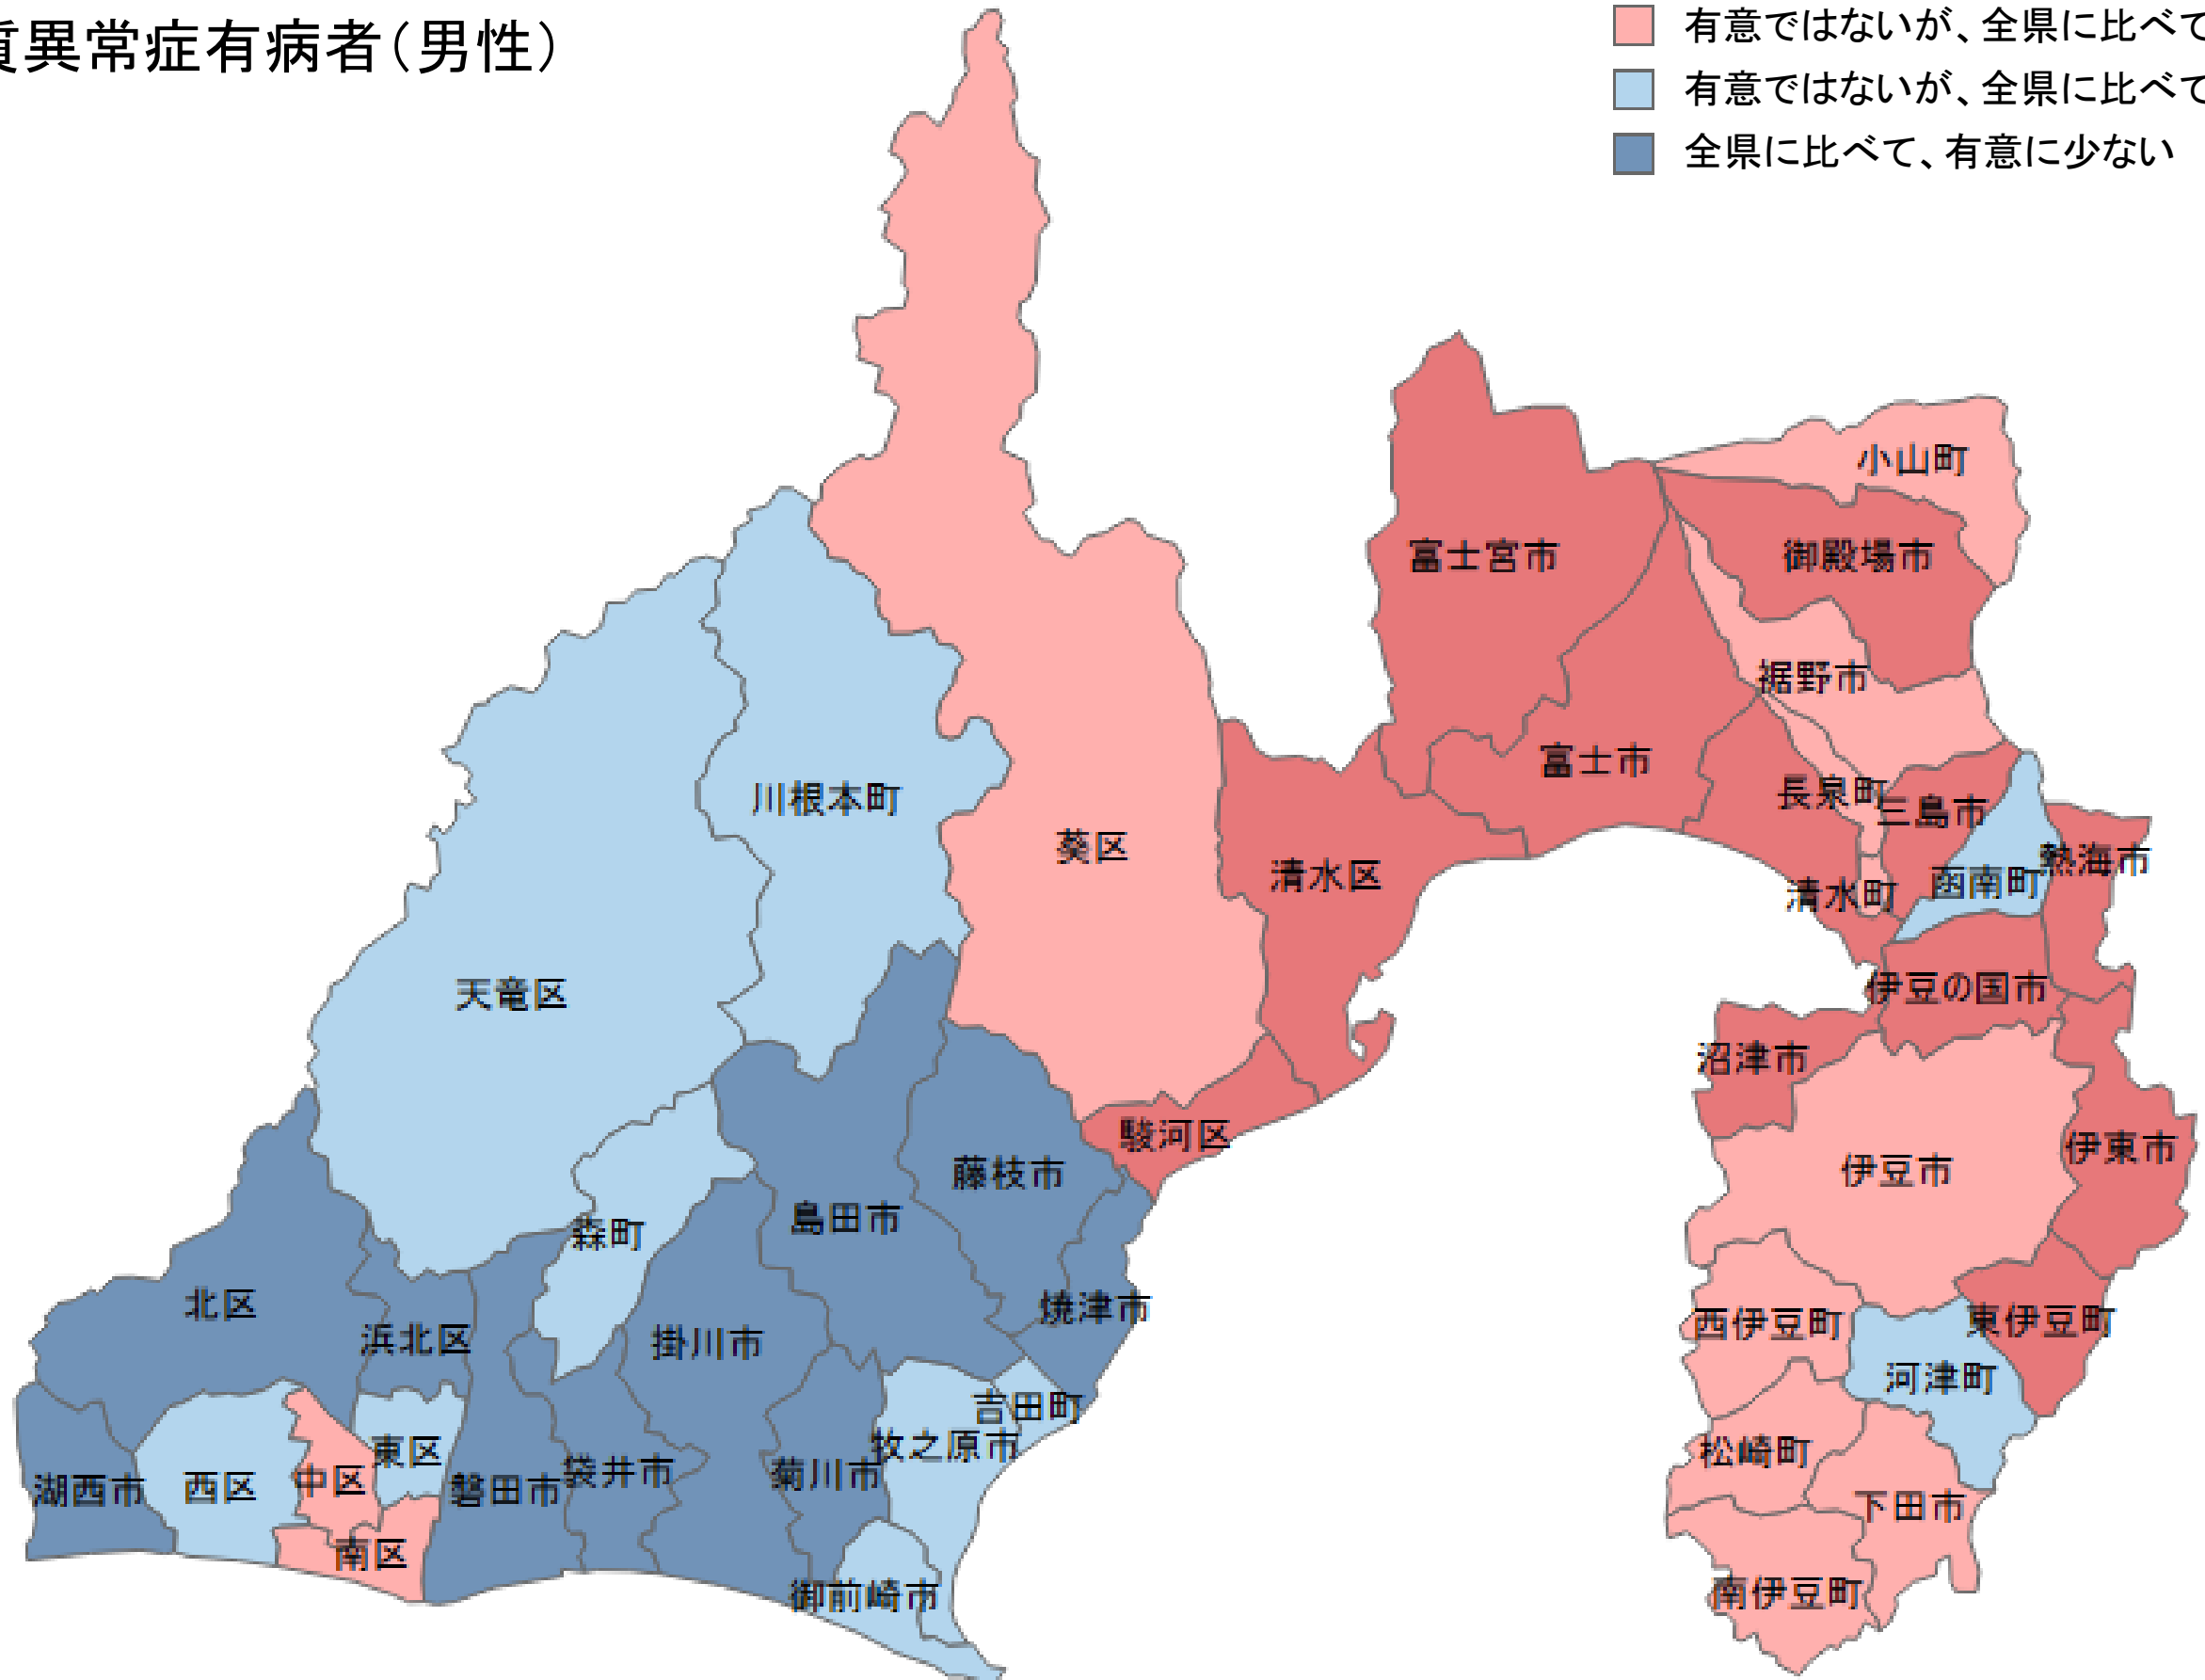 質異常症有病者（男性）
有意ではないが、全県に比べて
有意ではないが、全県に比べて
全県に比べて、有意に少ない
小山町
富士宮市
御殿場市
裾野市
富士市
川根本町
長泉町
三島市
葵区
熱海市
清水区
函南町
清水町
天竜区
伊豆の国市
沼津市
駿河区
伊東市
藤枝市
伊豆市
島田市
森町
北区
焼津市
浜北区
掛川市
西伊豆町
東伊豆町
河津町
吉田町
牧之原市
東区
松崎町
中区
袋井市
菊川市
湖西市
西区
磐田市
下田市
南区
御前崎市
南伊豆町